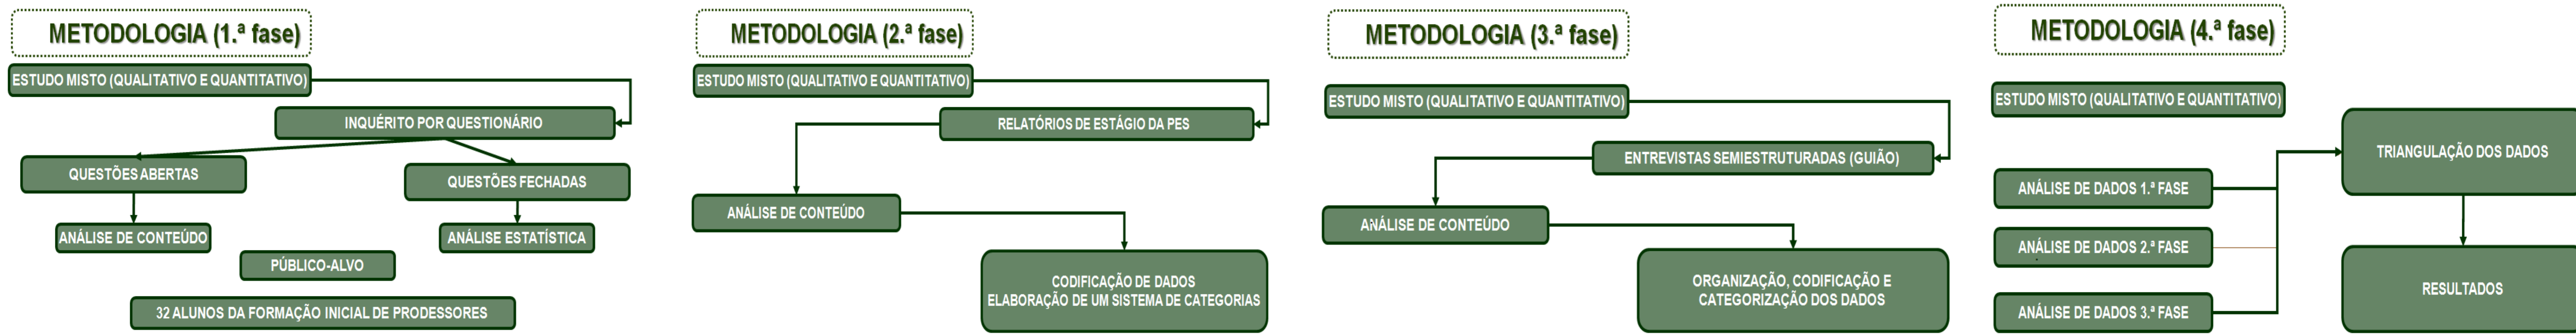 METODOLOGIA (1.ª fase)
ESTUDO MISTO (QUALITATIVO E QUANTITATIVO)
INQUÉRITO POR QUESTIONÁRIO
QUESTÕES ABERTAS
QUESTÕES FECHADAS
ANÁLISE DE CONTEÚDO
ANÁLISE ESTATÍSTICA
PÚBLICO-ALVO
32 ALUNOS DA FORMAÇÃO INICIAL DE PRODESSORES
METODOLOGIA (2.ª fase)
ESTUDO MISTO (QUALITATIVO E QUANTITATIVO)
RELATÓRIOS DE ESTÁGIO DA PES
ANÁLISE DE CONTEÚDO
CODIFICAÇÃO DE DADOS
ELABORAÇÃO DE UM SISTEMA DE CATEGORIAS
METODOLOGIA (3.ª fase)
ESTUDO MISTO (QUALITATIVO E QUANTITATIVO)
ENTREVISTAS SEMIESTRUTURADAS (GUIÃO)
ANÁLISE DE CONTEÚDO
ORGANIZAÇÃO, CODIFICAÇÃO E
CATEGORIZAÇÃO DOS DADOS
METODOLOGIA (4.ª fase)
ESTUDO MISTO (QUALITATIVO E QUANTITATIVO)
TRIANGULAÇÃO DOS DADOS
ANÁLISE DE DADOS 1.ª FASE
ANÁLISE DE DADOS 2.ª FASE
ANÁLISE DE DADOS 3.ª FASE
RESULTADOS